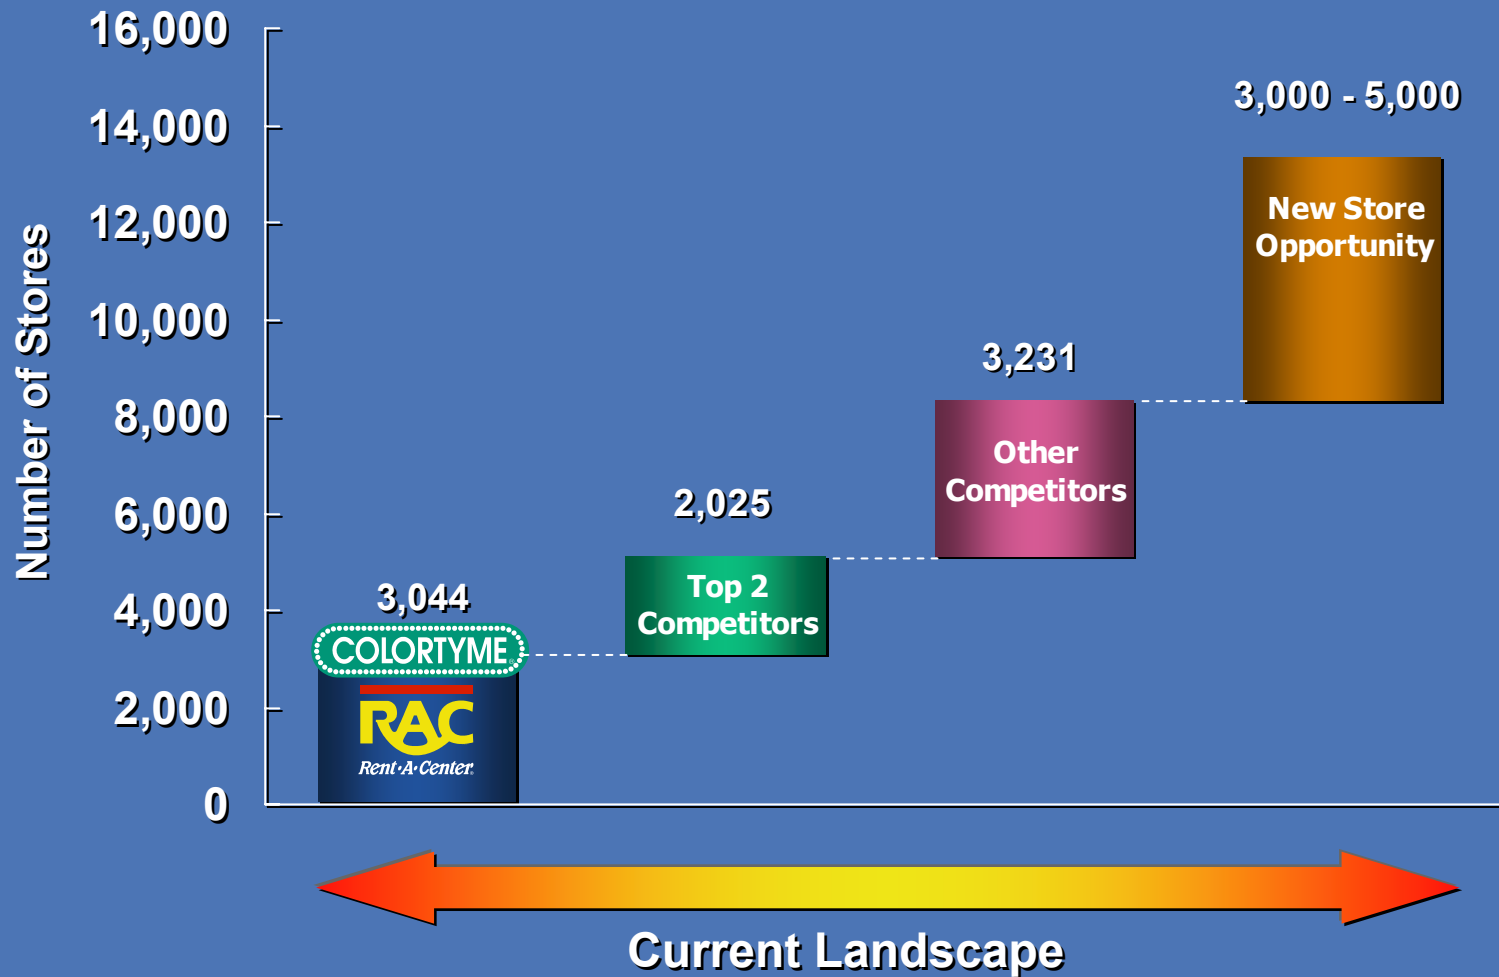 16,000
14,000
12,000
10,000
8,000
6,000
4,000
2,000
0
Number of Stores
3,044
COLORTYME®
RAC
Rent-A-Center®
2,025
Top 2
Competitors
3,231
Other
Competitors
3,000 - 5,000
New Store
Opportunity
Current Landscape